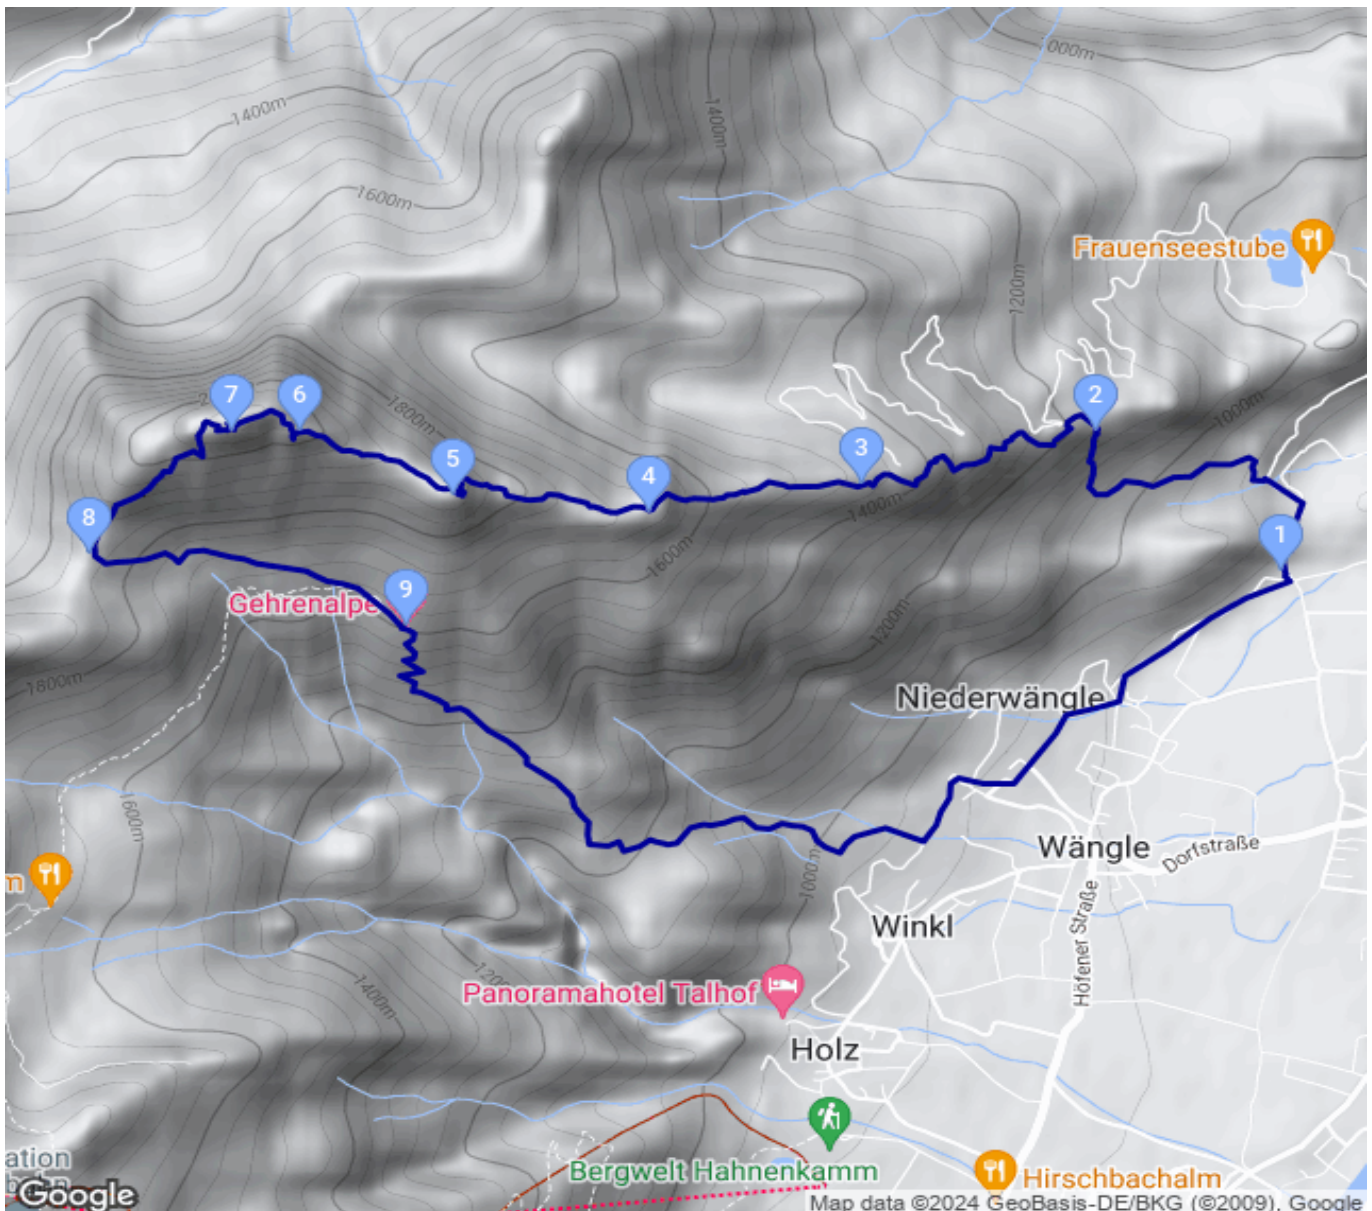 1000m
1400m
1400m
1600m
Frauenseestube
1200m
7
6
2
1800m
1000m
5
3
4
1400m
8
1
1600m
9
Gehrenalpe
1200m
1800m
Niederwängle
1600m
Wängle
Dorfstraße
1000m
Winkl
Höfener Straße
1400m
Panoramahotel Talhof
Holz
ation
Bergwelt Hahnenkamm
Hirschbachalm
Google
Map data ©2024 GeoBasis-DE/BKG (©2009), Google